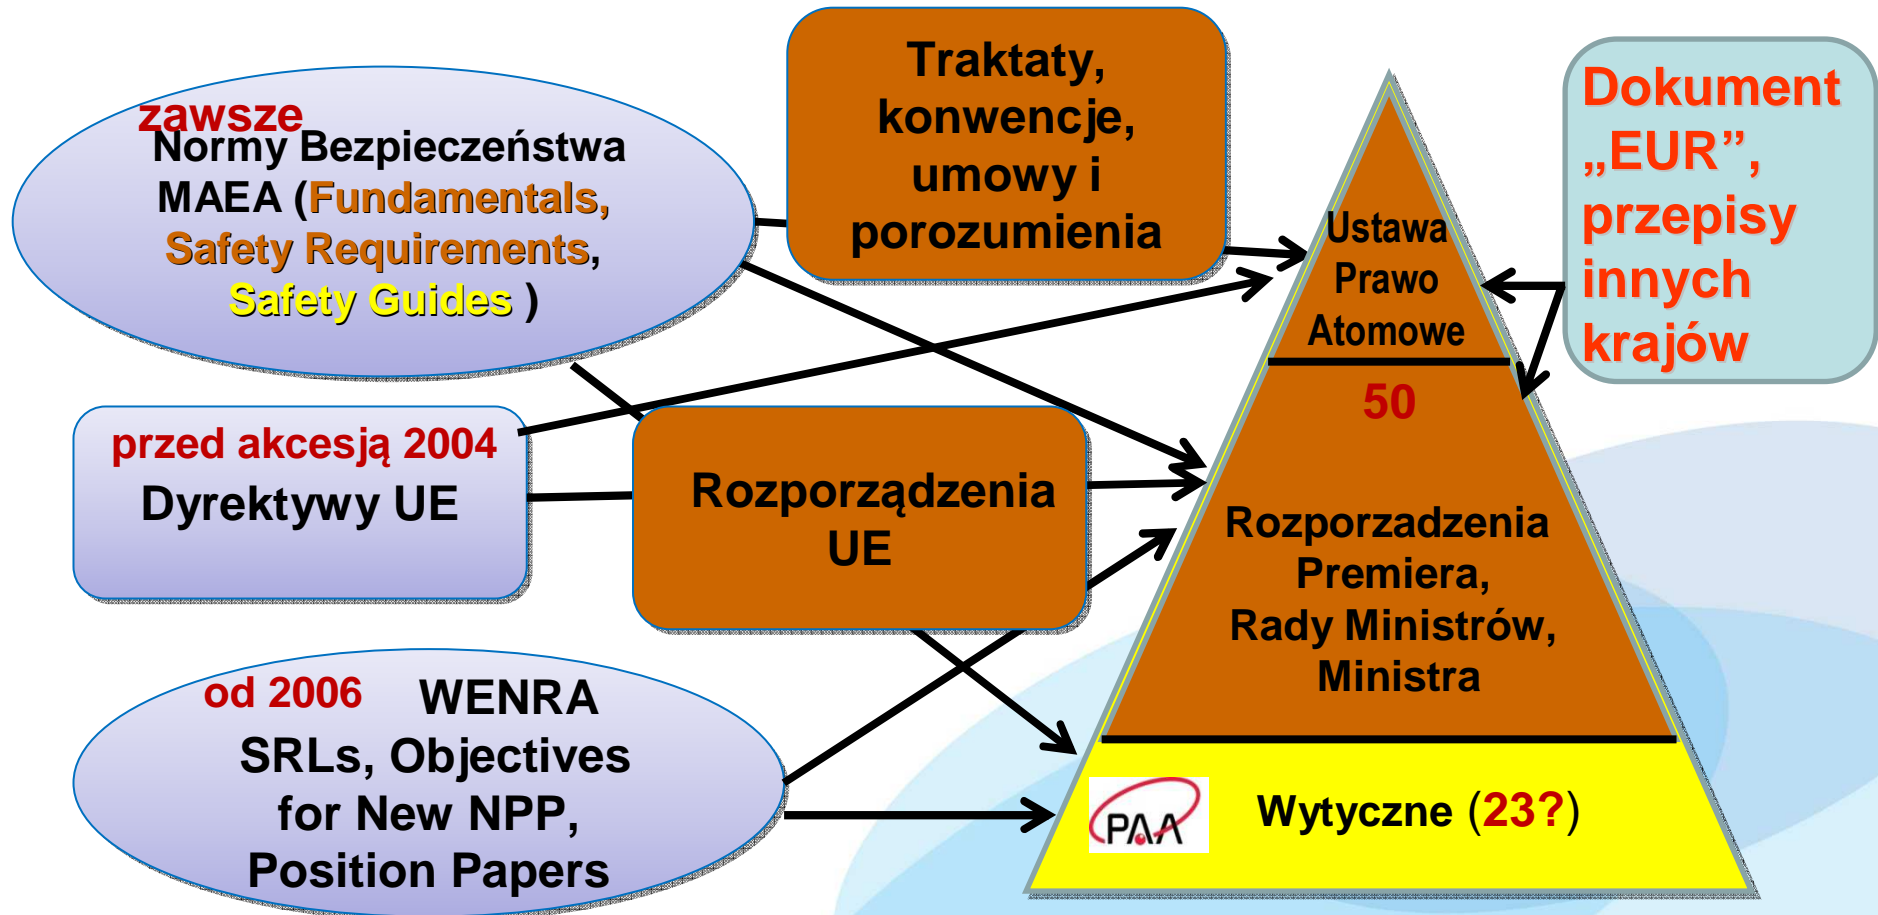 zawsze
Normy Bezpieczeństwa
MAEA (Fundamentals,
Safety Requirements,
Safety Guides )
przed akcesją 2004
Dyrektywy UE
od 2006 WENRA
SRLs, Objectives
for New NPP,
Position Papers
Traktaty,
konwencje,
umowy i
porozumienia
Rozporządzenia
UE
Ustawa
Prawo
Atomowe
50
Rozporzadzenia
Premiera,
Rady Ministrów,
Ministra
PAA
Wytyczne (23?)
Dokument
„EUR”,
przepisy
innych
krajów